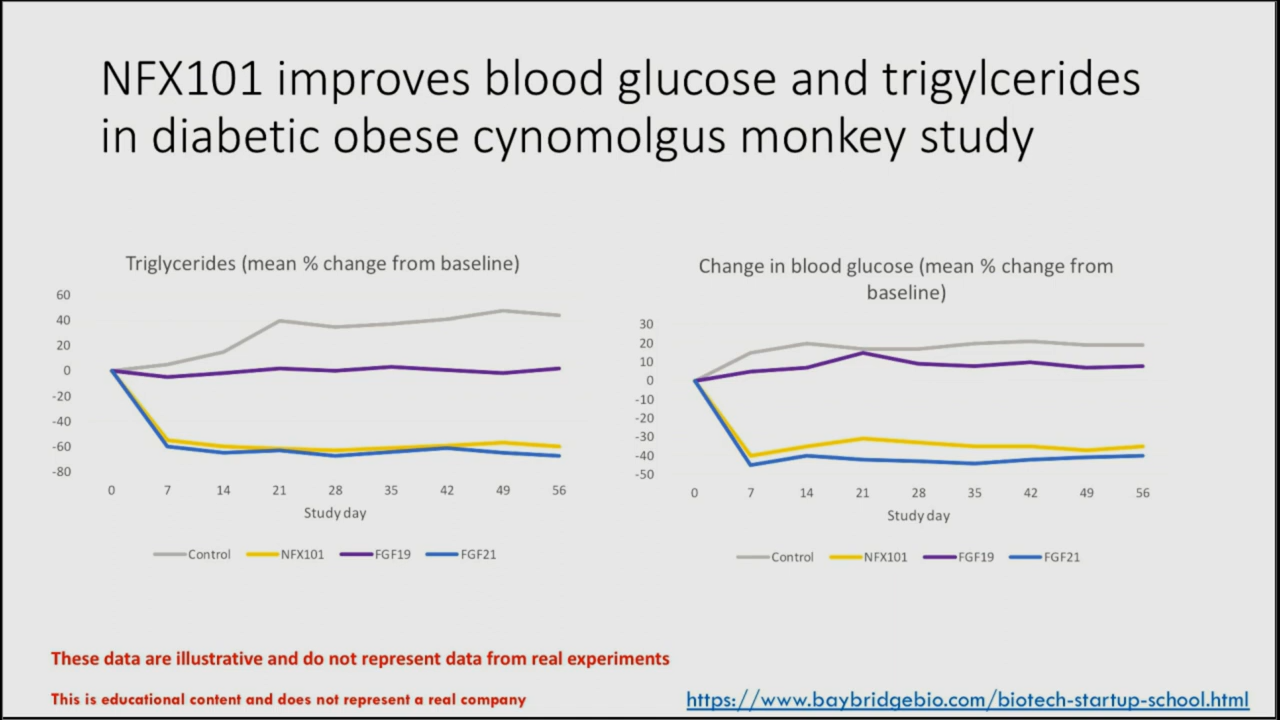 NFX101 improves blood glucose and trigylcerides
in diabetic obese cynomolgus monkey study
Triglycerides (mean % change from baseline)
60
40
20
0
-20
-40
-60
-80
0 7 14 21 28 35 42 49 56
Study day
Control NFX101 FGF19 FGF21
Change in blood glucose (mean % change from
baseline)
30
20
10
0
-10
-20
-30
-40
-50
0 7 14 21 28 35 42 49 56
Study day
Control NFX101 FGF19 FGF21
These data are illustrative and do not represent data from real experiments
This is educational content and does not represent a real company
https://www.baybridgebio.com/biotech-startup-school.html